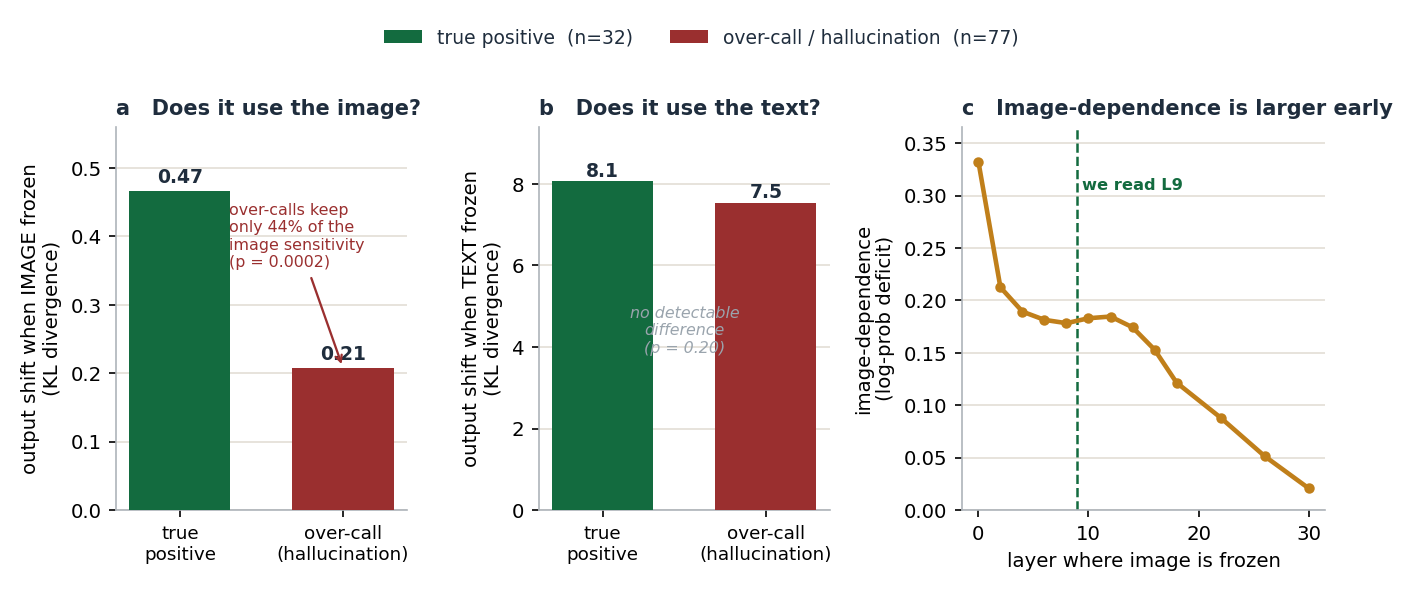 true positive  (n=32)
over-call / hallucination  (n=77)
a   Does it use the image?
output shift when IMAGE frozen
(KL divergence)
0.5
0.4
0.3
0.2
0.1
0.0
0.47
over-calls keep
only 44% of the
image sensitivity
(p = 0.0002)
0.21
true
positive
over-call
(hallucination)
b   Does it use the text?
output shift when TEXT frozen
(KL divergence)
8
6
4
2
0
8.1
7.5
no detectable
difference
(p = 0.20)
true
positive
over-call
(hallucination)
c   Image-dependence is larger early
image-dependence
(log-prob deficit)
0.35
0.30
0.25
0.20
0.15
0.10
0.05
0.00
we read L9
0
10
20
30
layer where image is frozen